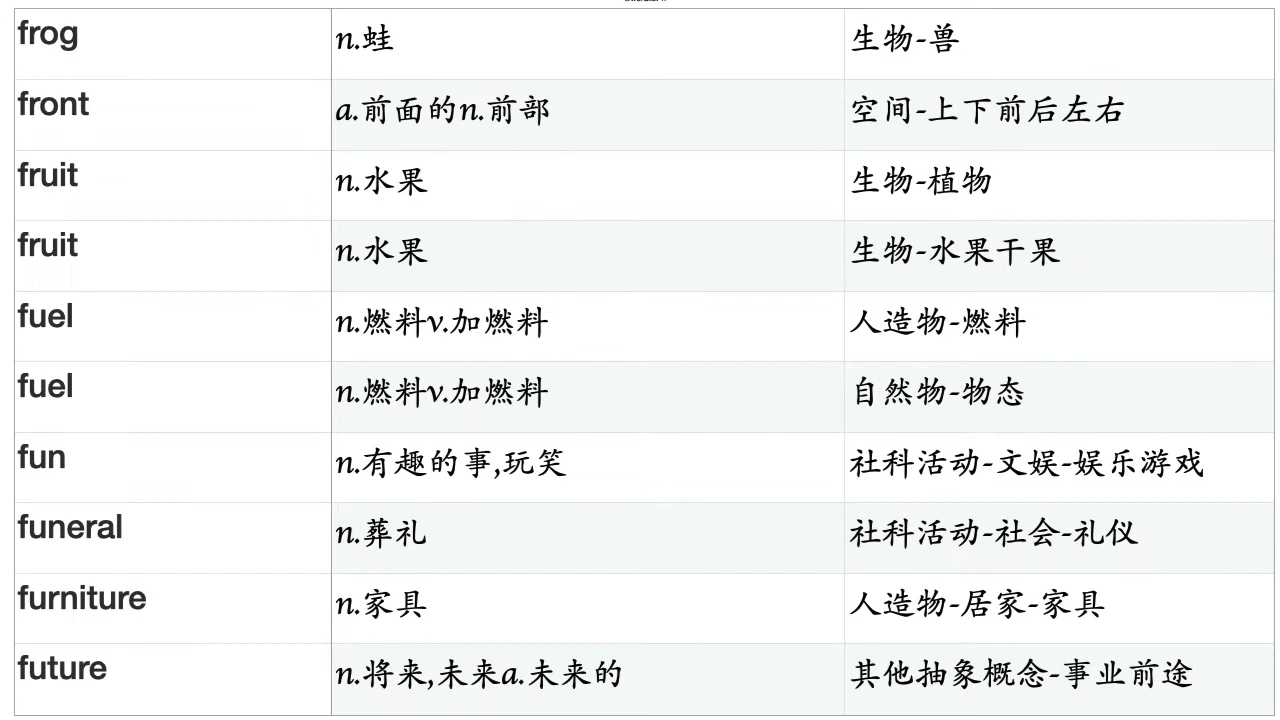 frog n.蛙 生物-兽
front a.前面的n.前部 空间-上下前后左右
fruit n.水果 生物-植物
fruit n.水果 生物-水果干果
fuel n.燃料v.加燃料 人造物-燃料
fuel n.燃料v.加燃料 自然物-物态
fun n.有趣的事,玩笑 社科活动-文娱-娱乐游戏
funeral n.葬礼 社科活动-社会-礼仪
furniture n.家具 人造物-居家-家具
future n.将来,未来a.未来的 其他抽象概念-事业前途